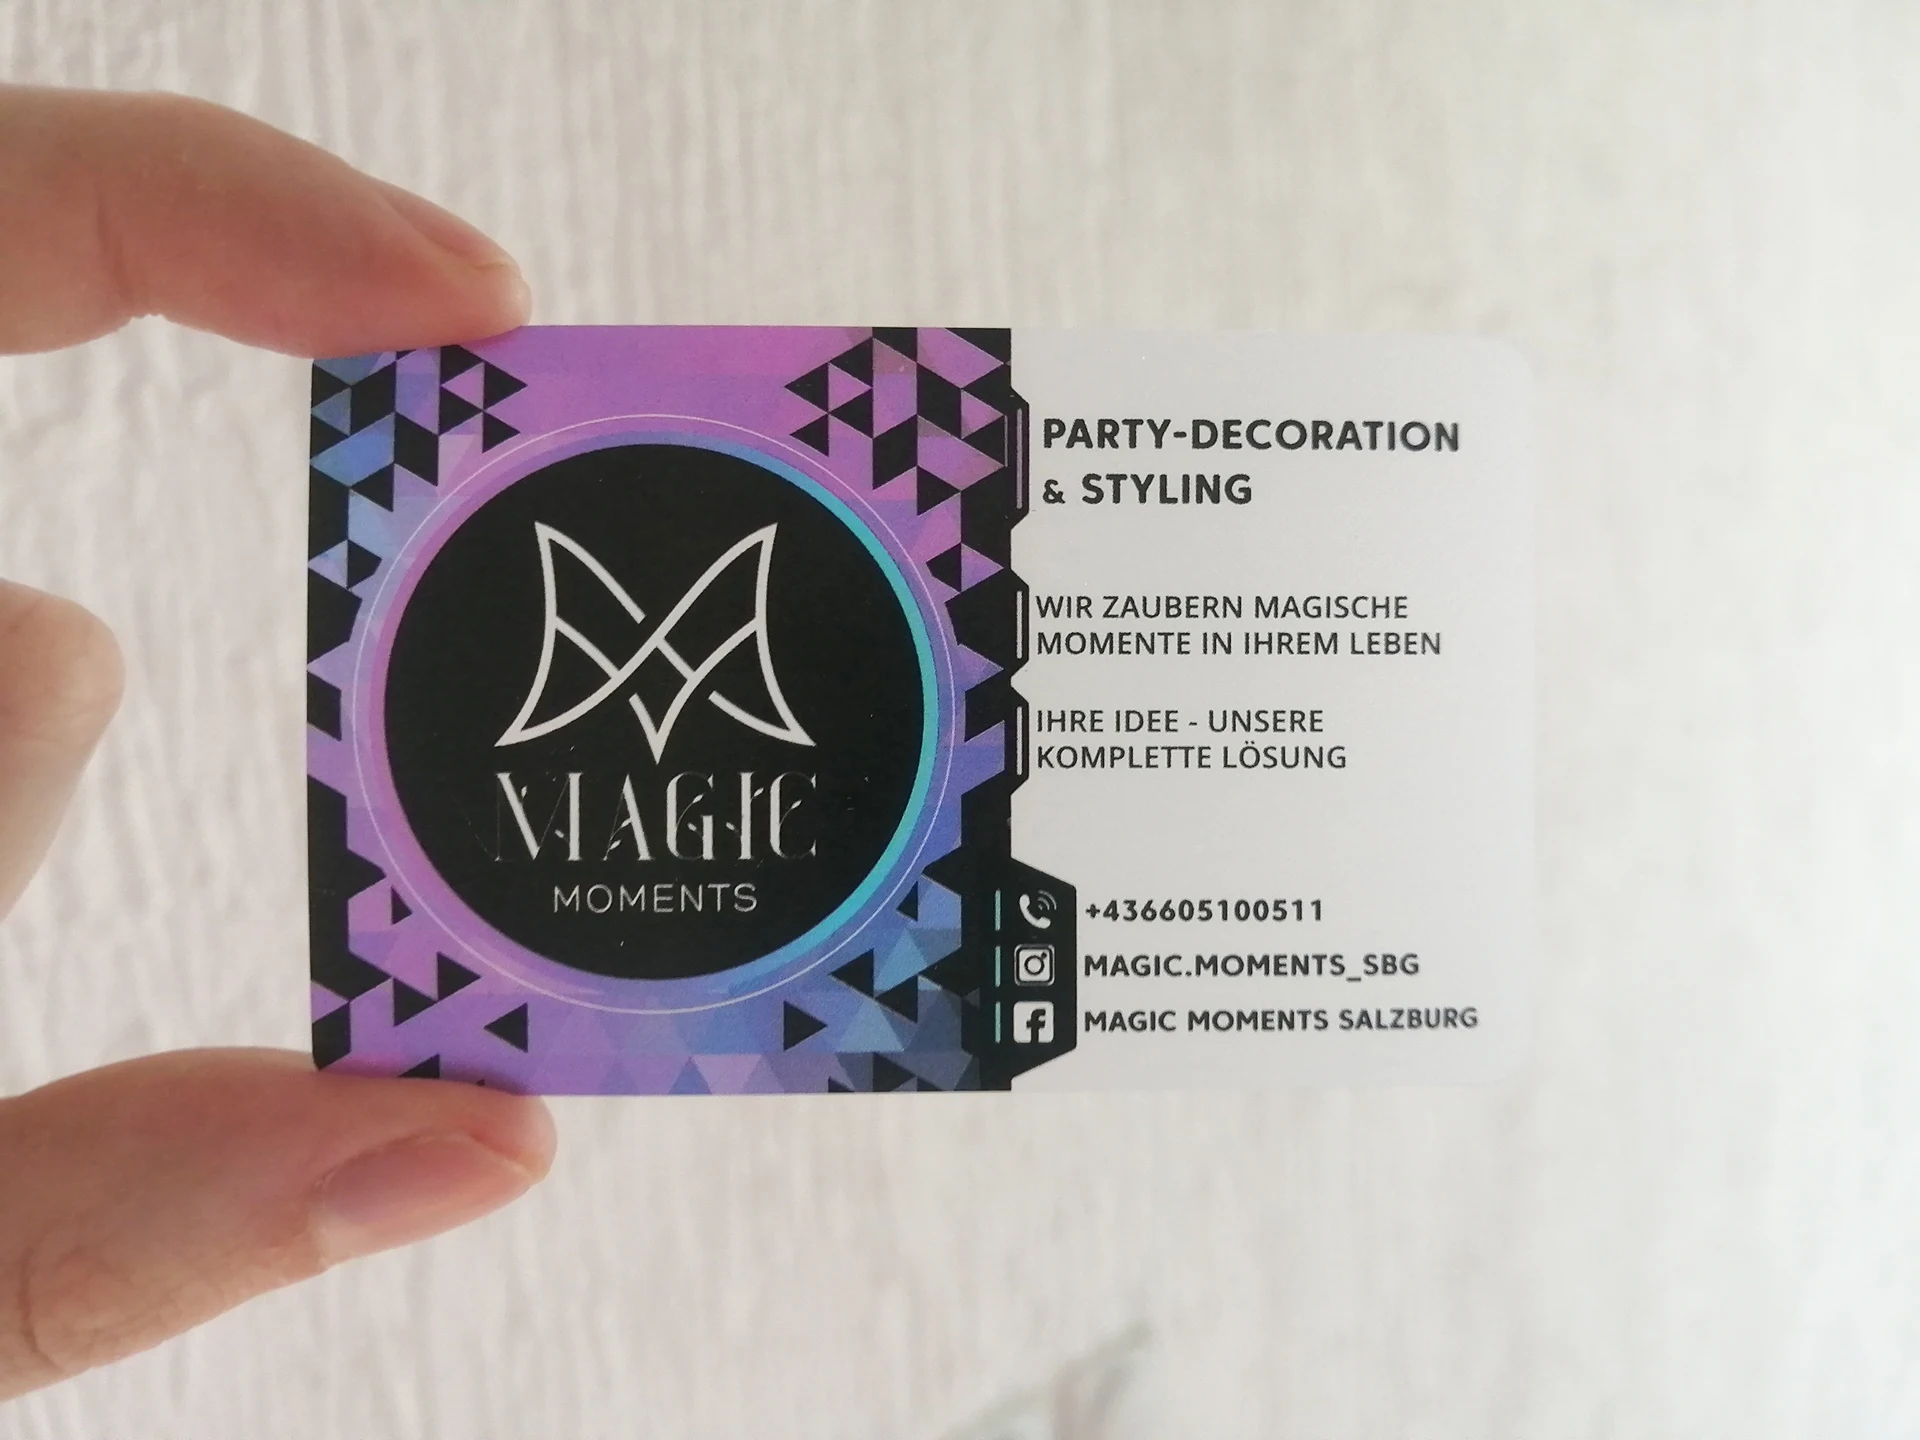 MAGIC
MOMENTS
PARTY-DECORATION
& STYLING
WIR ZAUBERN MAGISCHE
MOMENTE IN IHREM LEBEN
IHRE IDEE - UNSERE
KOMPLETTE LÖSUNG
+436605100511
MAGIC.MOMENTS_SBG
MAGIC MOMENTS SALZBURG